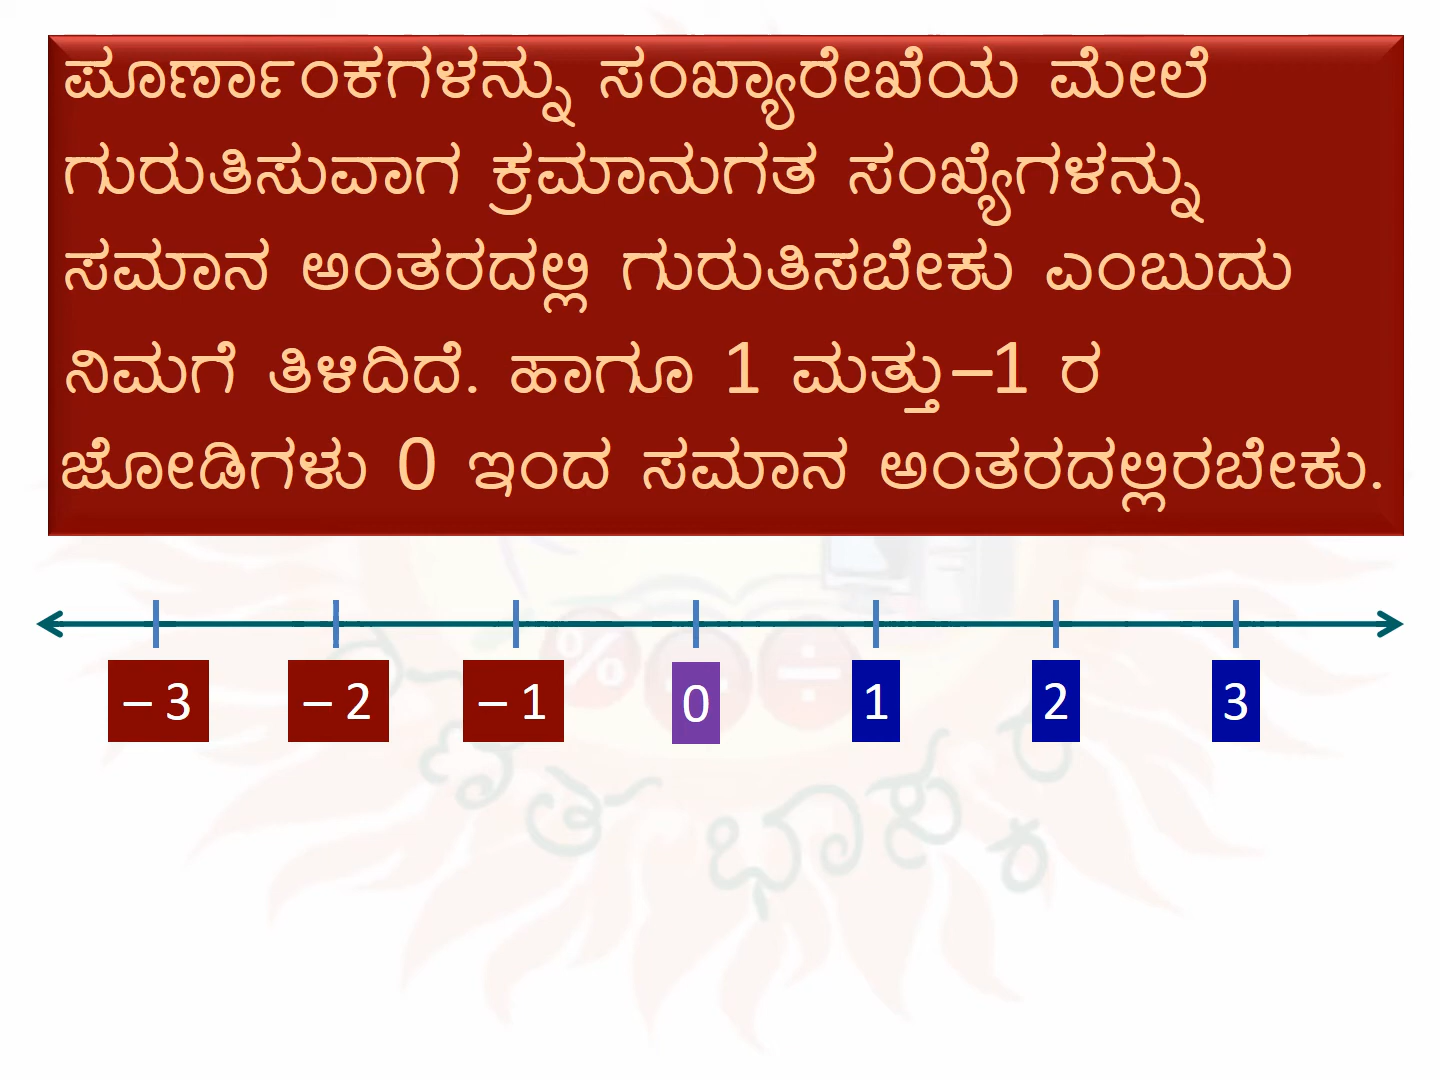 ಪೂರ್ಣಾಂಕಗಳನ್ನು ಸಂಖ್ಯಾರೇಖೆಯ ಮೇಲೆ
ಗುರುತಿಸುವಾಗ ಕ್ರಮಾನುಗತ ಸಂಖ್ಯೆಗಳನ್ನು
ಸಮಾನ ಅಂತರದಲ್ಲಿ ಗುರುತಿಸಬೇಕು ಎಂಬುದು
ನಿಮಗೆ ತಿಳಿದಿದೆ. ಹಾಗೂ 1 ಮತ್ತು–1 ರ
ಜೋಡಿಗಳು 0 ಇಂದ ಸಮಾನ ಅಂತರದಲ್ಲಿರಬೇಕು.
– 3 – 2 – 1 0 1 2 3
ಭಾಸ್ಕರ